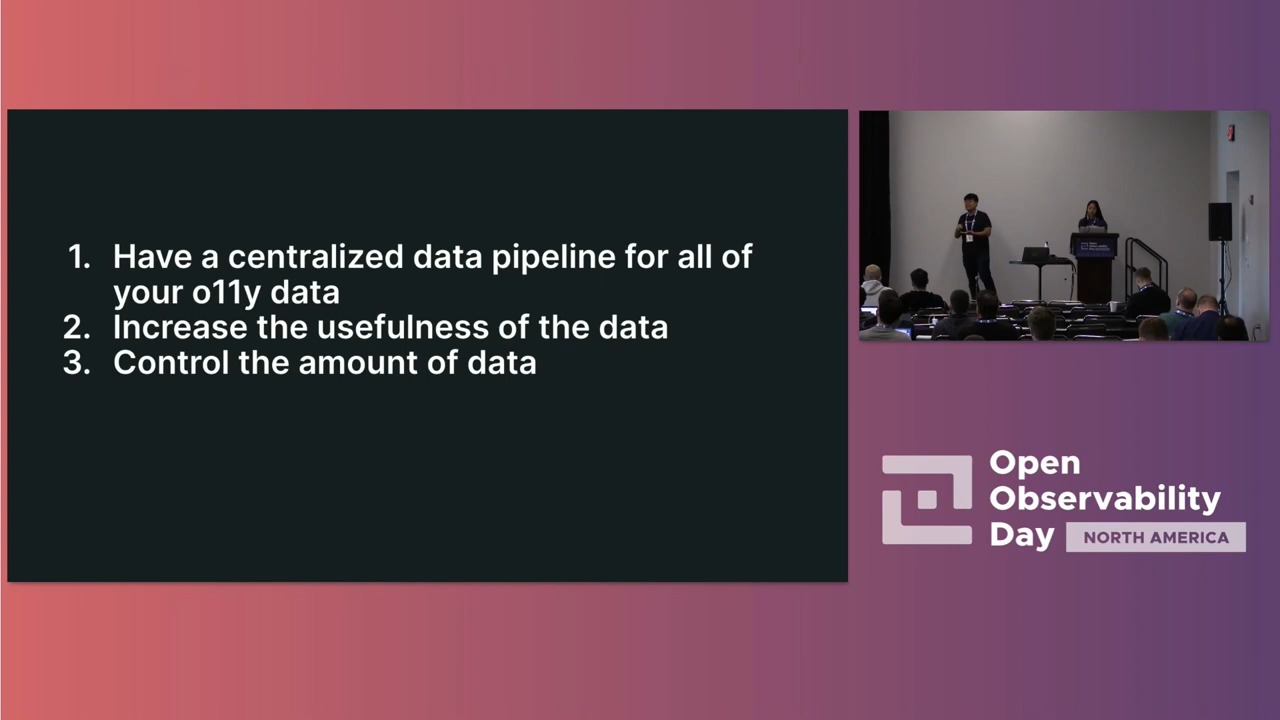 1. Have a centralized data pipeline for all of
your o11y data
2. Increase the usefulness of the data
3. Control the amount of data
Open
Observability
Day NORTH AMERICA